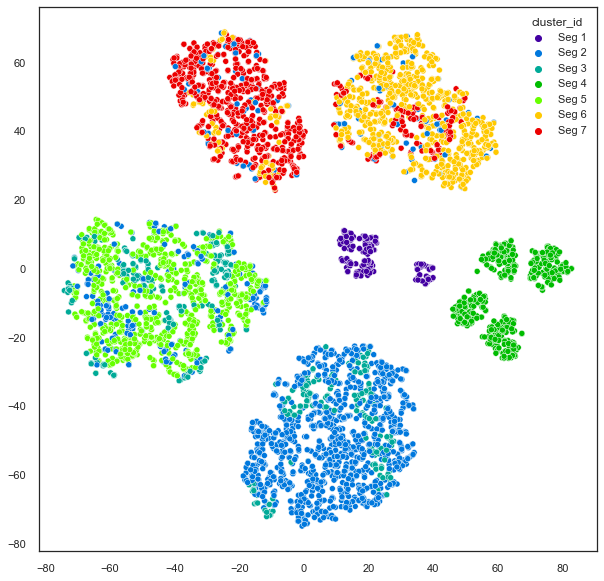 cluster_id
Seg 1
Seg 2
Seg 3
Seg 4
Seg 5
Seg 6
Seg 7
60
40
20
0
−20
−40
−60
−80
−80 −60 −40 −20 0 20 40 60 80